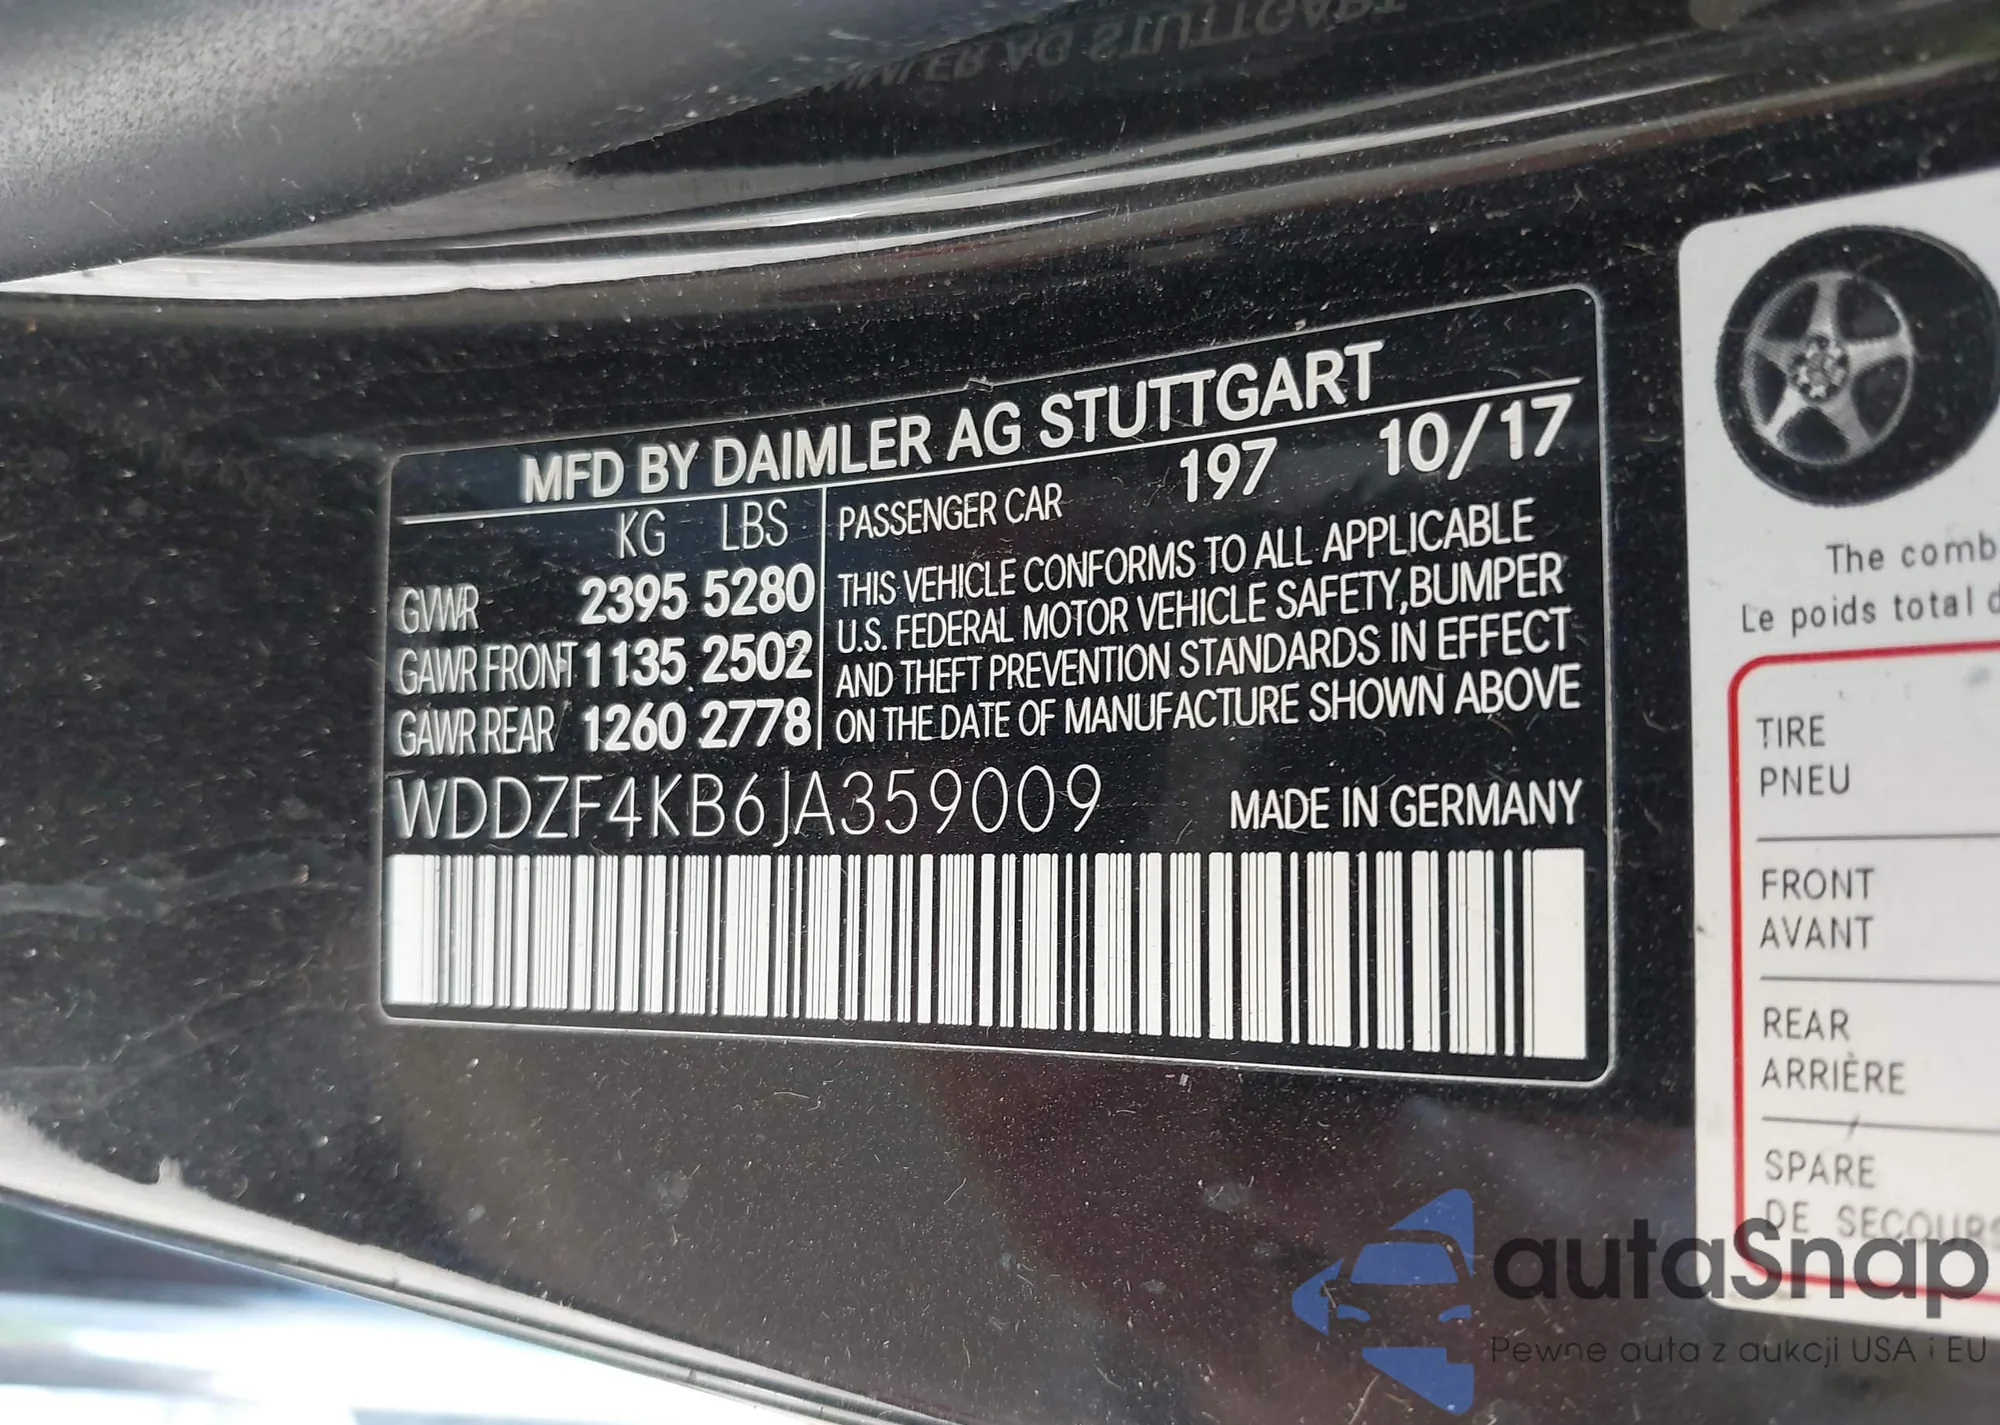 DAIMLER AG STUTTGART
MFD BY DAIMLER AG STUTTGART
KG LBS
GVWR 2395 5280
GAWR FRONT 1135 2502
GAWR REAR 1260 2778
PASSENGER CAR 197 10/17
THIS VEHICLE CONFORMS TO ALL APPLICABLE
U.S. FEDERAL MOTOR VEHICLE SAFETY,BUMPER
AND THEFT PREVENTION STANDARDS IN EFFECT
ON THE DATE OF MANUFACTURE SHOWN ABOVE
WDDZF4KB6JA359009 MADE IN GERMANY
The comb
Le poids total d
TIRE
PNEU
FRONT
AVANT
REAR
ARRIÈRE
SPARE
DE SECOURS
autaSnap
Pewne auta z aukcji USA i EU